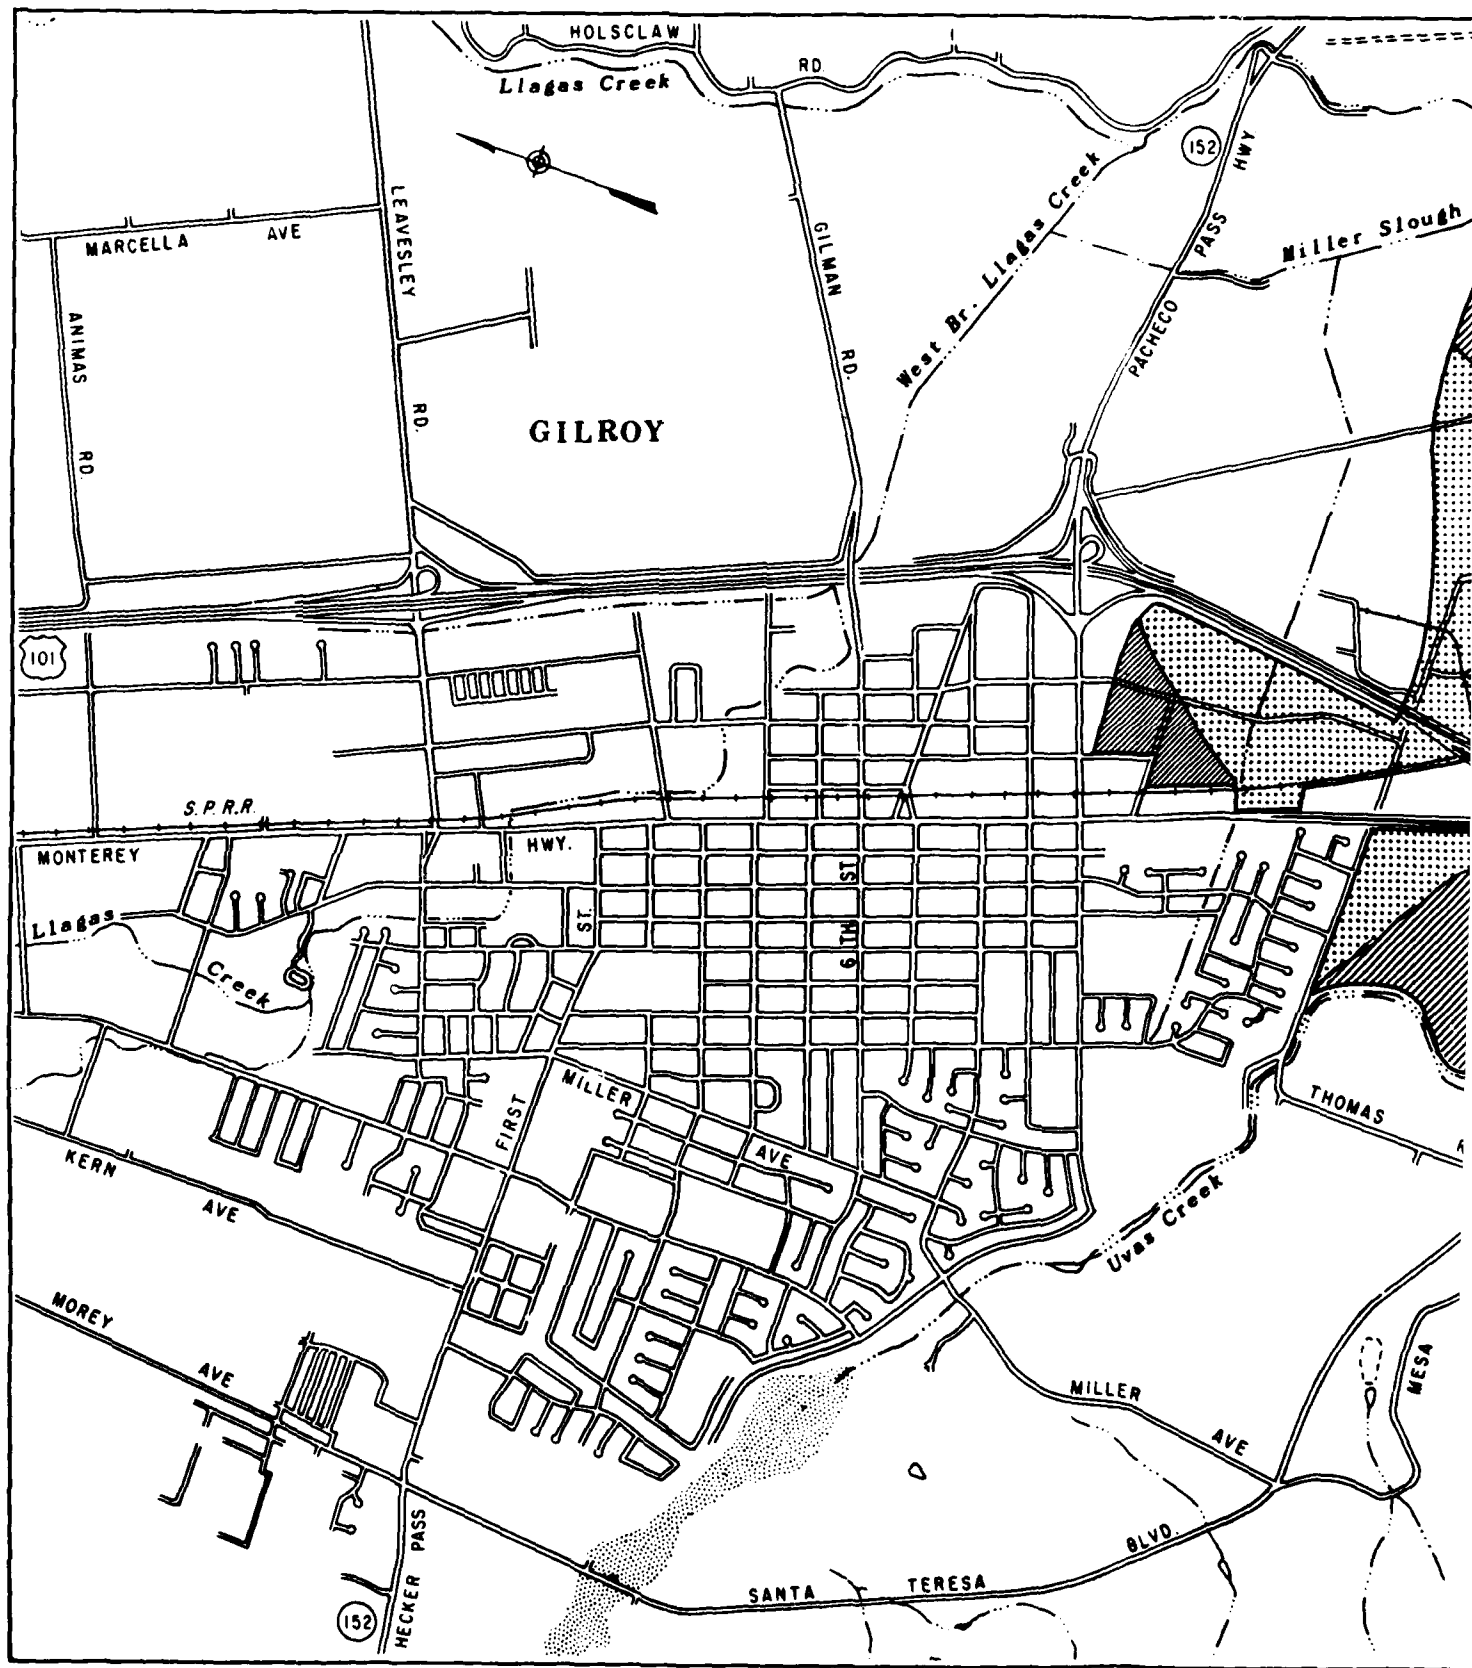 HOLSCLAW
RD.
Llagas Creek
152
HWY
PASS
PACHECO
Miller Slough
West Br. Llagas Creek
LEAVESLEY
RD.
MARCELLA AVE
GILMAN
RD.
ANIMAS
RD
GILROY
101
S.P.R.R.
MONTEREY
HWY.
ST
6TH
ST.
Llagas
Creek
MILLER
AVE
FIRST
THOMAS
KERN
AVE
Uvas Creek
MOREY
AVE
MESA
MILLER
AVE
HECKER PASS
152
SANTA TERESA BLVD.